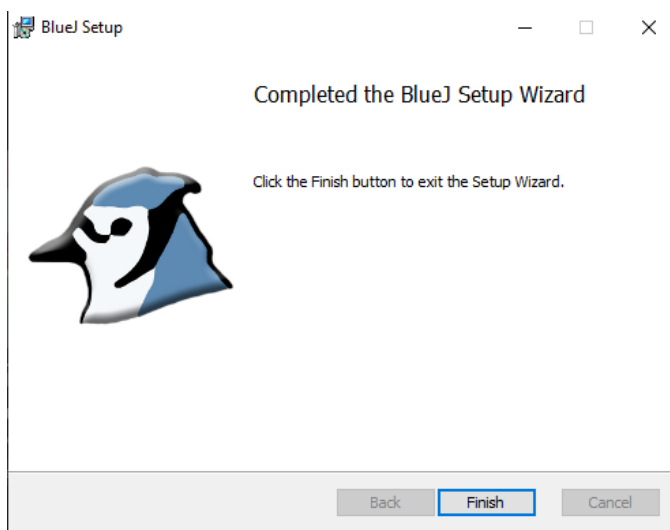 BlueJ Setup
Completed the BlueJ Setup Wizard
Click the Finish button to exit the Setup Wizard.
Back
Finish
Cancel